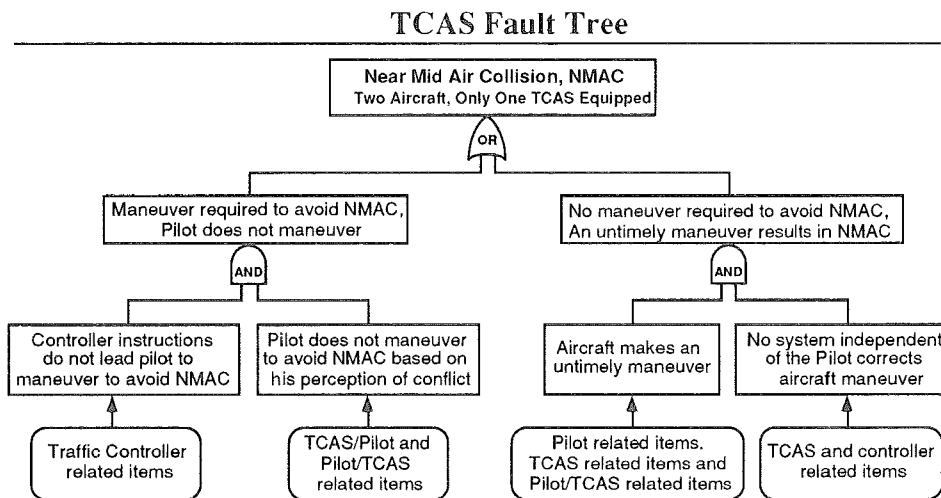 TCAS Fault Tree
Near Mid Air Collision, NMAC
Two Aircraft, Only One TCAS Equipped
OR
Maneuver required to avoid NMAC,
Pilot does not maneuver
No maneuver required to avoid NMAC,
An untimely maneuver results in NMAC
AND
AND
Controller instructions
do not lead pilot to
maneuver to avoid NMAC
Pilot does not maneuver
to avoid NMAC based on
his perception of conflict
Aircraft makes an
untimely maneuver
No system independent
of the Pilot corrects
aircraft maneuver
Traffic Controller
related items
TCAS/Pilot and
Pilot/TCAS
related items
Pilot related items.
TCAS related items and
Pilot/TCAS related items
TCAS and controller
related items